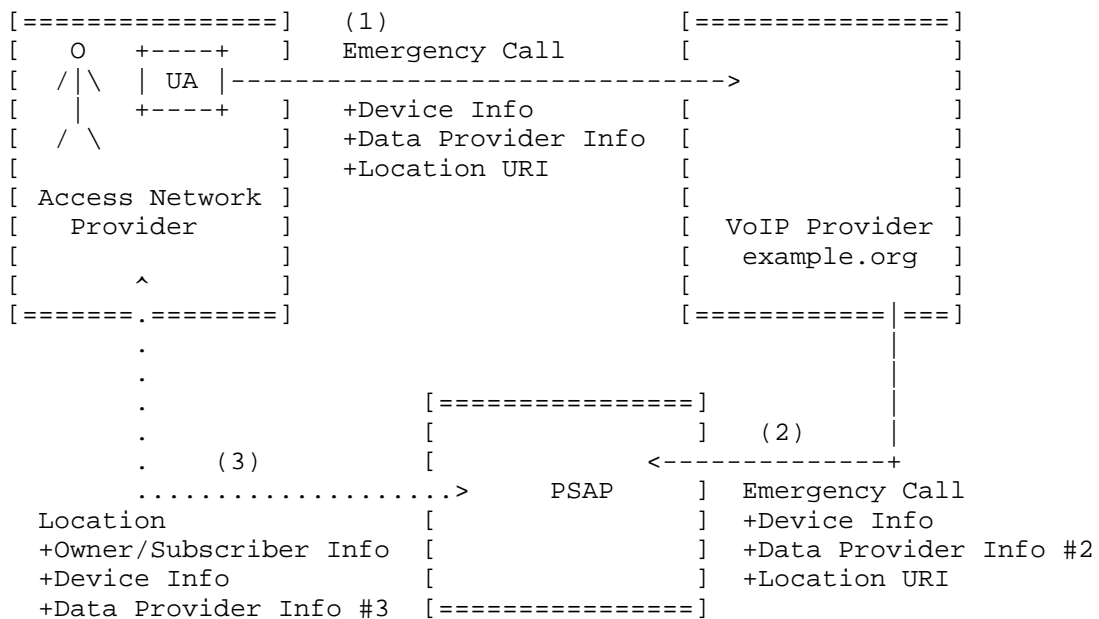 [================]   (1)                  [================]
[   O   +----+   ]   Emergency Call       [                ]
[  /|\  | UA |------------------------------->              ]
[   |   +----+   ]   +Device Info         [                ]
[  / \           ]   +Data Provider Info  [                ]
[                ]   +Location URI        [                ]
[ Access Network ]                        [                ]
[   Provider     ]                        [  VoIP Provider ]
[                ]                        [   example.org  ]
[       ^        ]                        [                ]
[=======.========]                        [============|===]
        .                                              |
        .                                              |
        .                 [================]           |
        .                 [                ]   (2)     |
        .    (3)          [             <--------------+
        ....................>     PSAP     ]  Emergency Call
  Location                [                ]  +Device Info
  +Owner/Subscriber Info  [                ]  +Data Provider Info #2
  +Device Info            [                ]  +Location URI
  +Data Provider Info #3  [================]